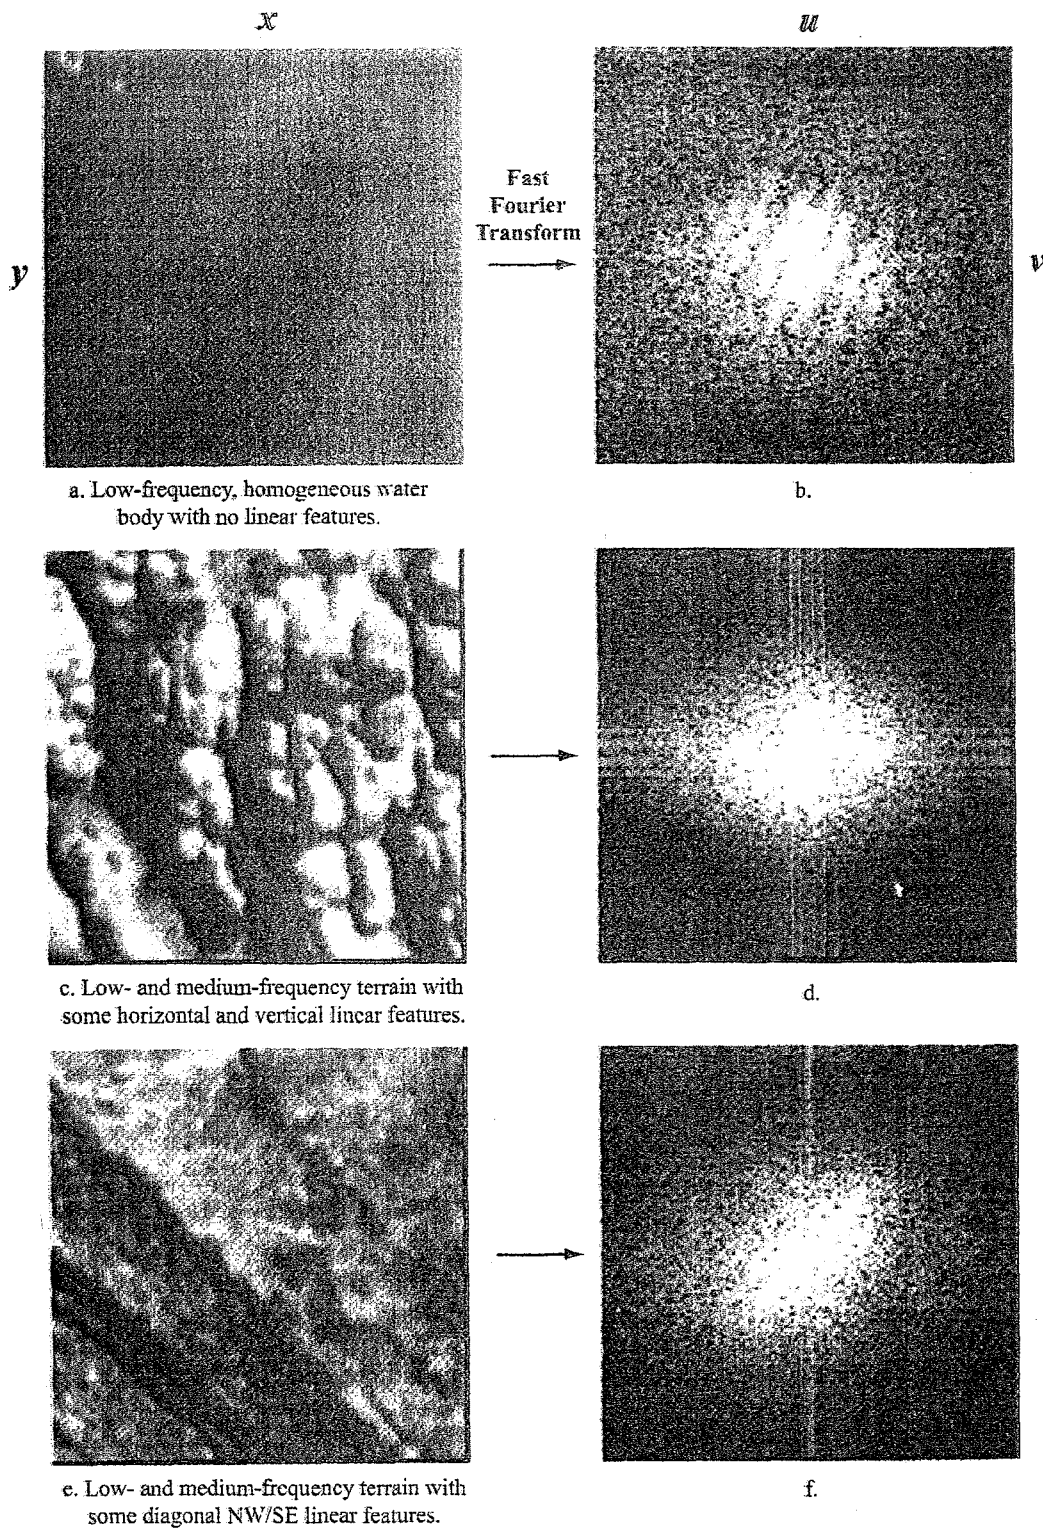 x
u
Fast
Fourier
Transform
y
v
a. Low-frequency, homogeneous water
body with no linear features.
b.
c. Low- and medium-frequency terrain with
some horizontal and vertical linear features.
d.
e. Low- and medium-frequency terrain with
some diagonal NW/SE linear features.
f.